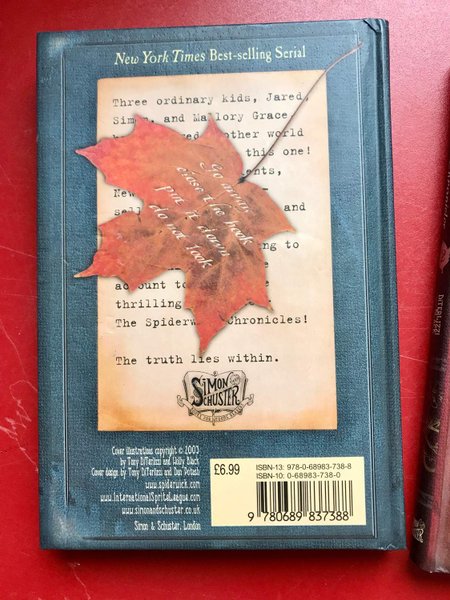 New York Times Best-selling Serial
Three ordinary kids, Jared,
Simon, and Mallory Grace
other world
this one!
New
and
to
account to
thrilling
The Spiderwick Chronicles!
The truth lies within.
Go away
close the book
put it down
do not look
SIMON
SCHUSTER
Cover illustrations copyright © 2003
by Tony DiTerlizzi and Holly Black
Cover design by Tony DiTerlizzi and Dan Potash
www.spiderwick.com
www.InternationalSpriteLeague.com
www.simonandschuster.co.uk
Simon & Schuster, London
£6.99
ISBN-13: 978-0-68983-738-8
ISBN-10: 0-68983-738-0
9 780689 837388